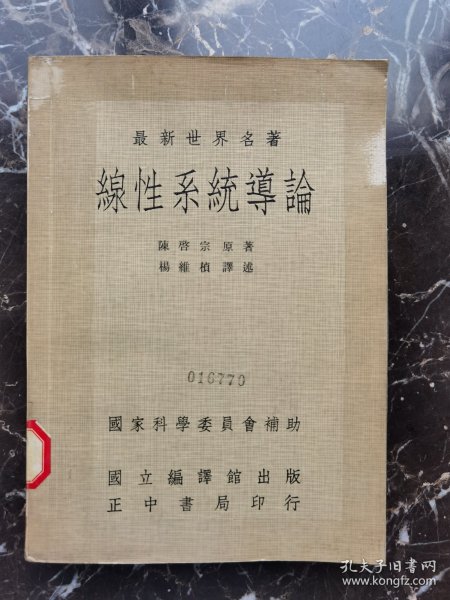 最新世界名著
線性系統導論
陳啓宗原著
楊維楨譯述
016770
國家科學委員會補助
國立編譯館出版
正中書局印行
孔夫子旧书网
www.kongfz.com